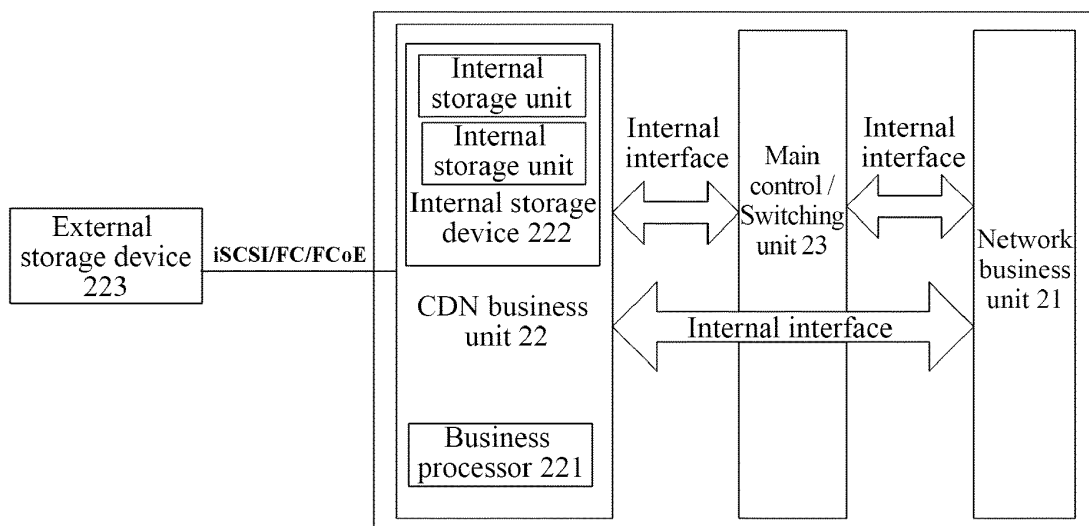 Internal
storage unit
Internal
storage unit
Internal storage
device 222
CDN business
unit 22
Business
processor 221
External
storage device
223
iSCSI/FC/FCoE
Internal
interface
Main
control /
Switching
unit 23
Internal
interface
Internal interface
Network
business
unit 21